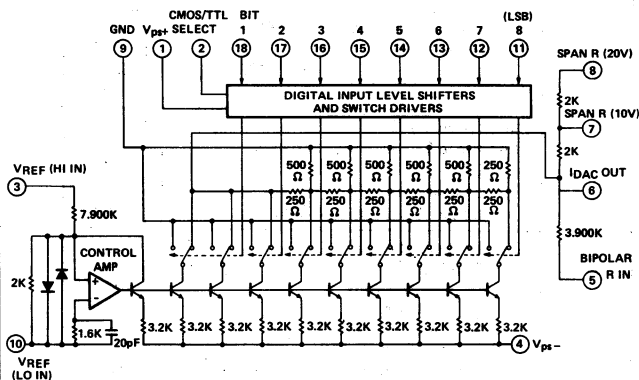 CMOS/TTL BIT (LSB)
GND Vps+ SELECT 1 2 3 4 5 6 7 8
9 1 2 18 17 16 15 14 13 12 11
SPAN R (20V)
8
DIGITAL INPUT LEVEL SHIFTERS
AND SWITCH DRIVERS
2K
SPAN R (10V)
7
2K
IDAC OUT
6
500 Ω 500 Ω 500 Ω 500 Ω 250 Ω
250 Ω 250 Ω 250 Ω 250 Ω 250 Ω
VREF (HI IN)
3
7.900K
3.900K
BIPOLAR
R IN
5
CONTROL
AMP
+
-
2K
1.6K
20pF
3.2K 3.2K 3.2K 3.2K 3.2K 3.2K 3.2K 3.2K 3.2K
4 Vps-
10
VREF
(LO IN)